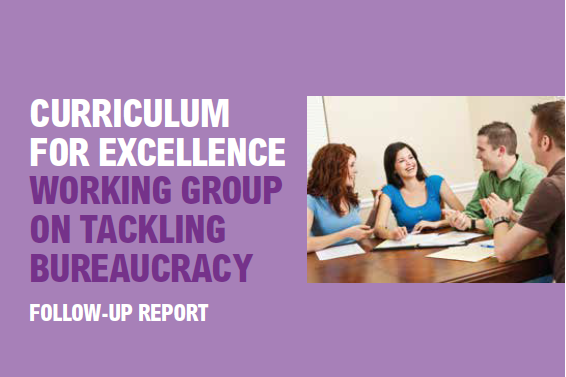 CURRICULUM
FOR EXCELLENCE
WORKING GROUP
ON TACKLING
BUREAUCRACY
FOLLOW-UP REPORT